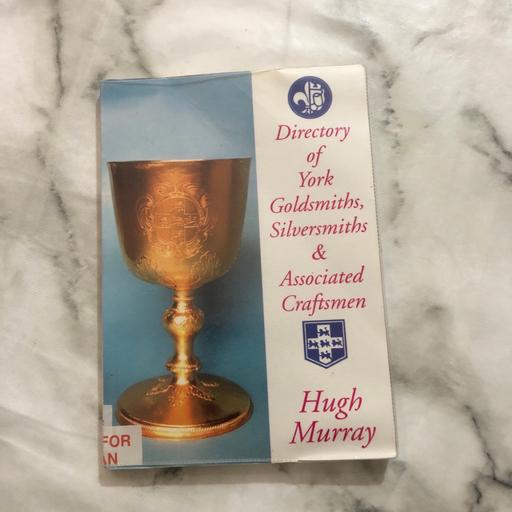 Directory
of
York
Goldsmiths,
Silversmiths
&
Associated
Craftsmen
Hugh
Murray
FOR
AN